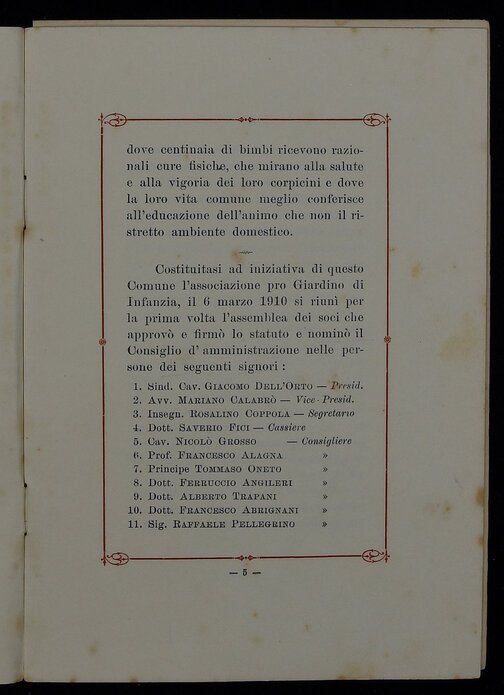 dove centinaia di bimbi ricevono razio-
nali cure fisiche, che mirano alla salute
e alla vigoria dei loro corpicini e dove
la loro vita comune meglio conferisce
all'educazione dell'animo che non il ri-
stretto ambiente domestico.
Costituitasi ad iniziativa di questo
Comune l'associazione pro Giardino di
Infanzia, il 6 marzo 1910 si riunì per
la prima volta l'assemblea dei soci che
approvò e firmò lo statuto e nominò il
Consiglio d'amministrazione nelle per-
sone dei seguenti signori :
1. Sind. Cav. GIACOMO DELL'ORTO — Presid.
2. Avv. MARIANO CALABRÒ — Vice-Presid.
3. Insegn. ROSALINO COPPOLA — Segretario
4. Dott. SAVERIO FICI — Cassiere
5. Cav. NICOLÒ GROSSO — Consigliere
6. Prof. FRANCESCO ALAGNA »
7. Principe TOMMASO ONETO »
8. Dott. FERRUCCIO ANGILERI »
9. Dott. ALBERTO TRAPANI »
10. Dott. FRANCESCO ABRIGNANI »
11. Sig. RAFFAELE PELLEGRINO »
— 5 —